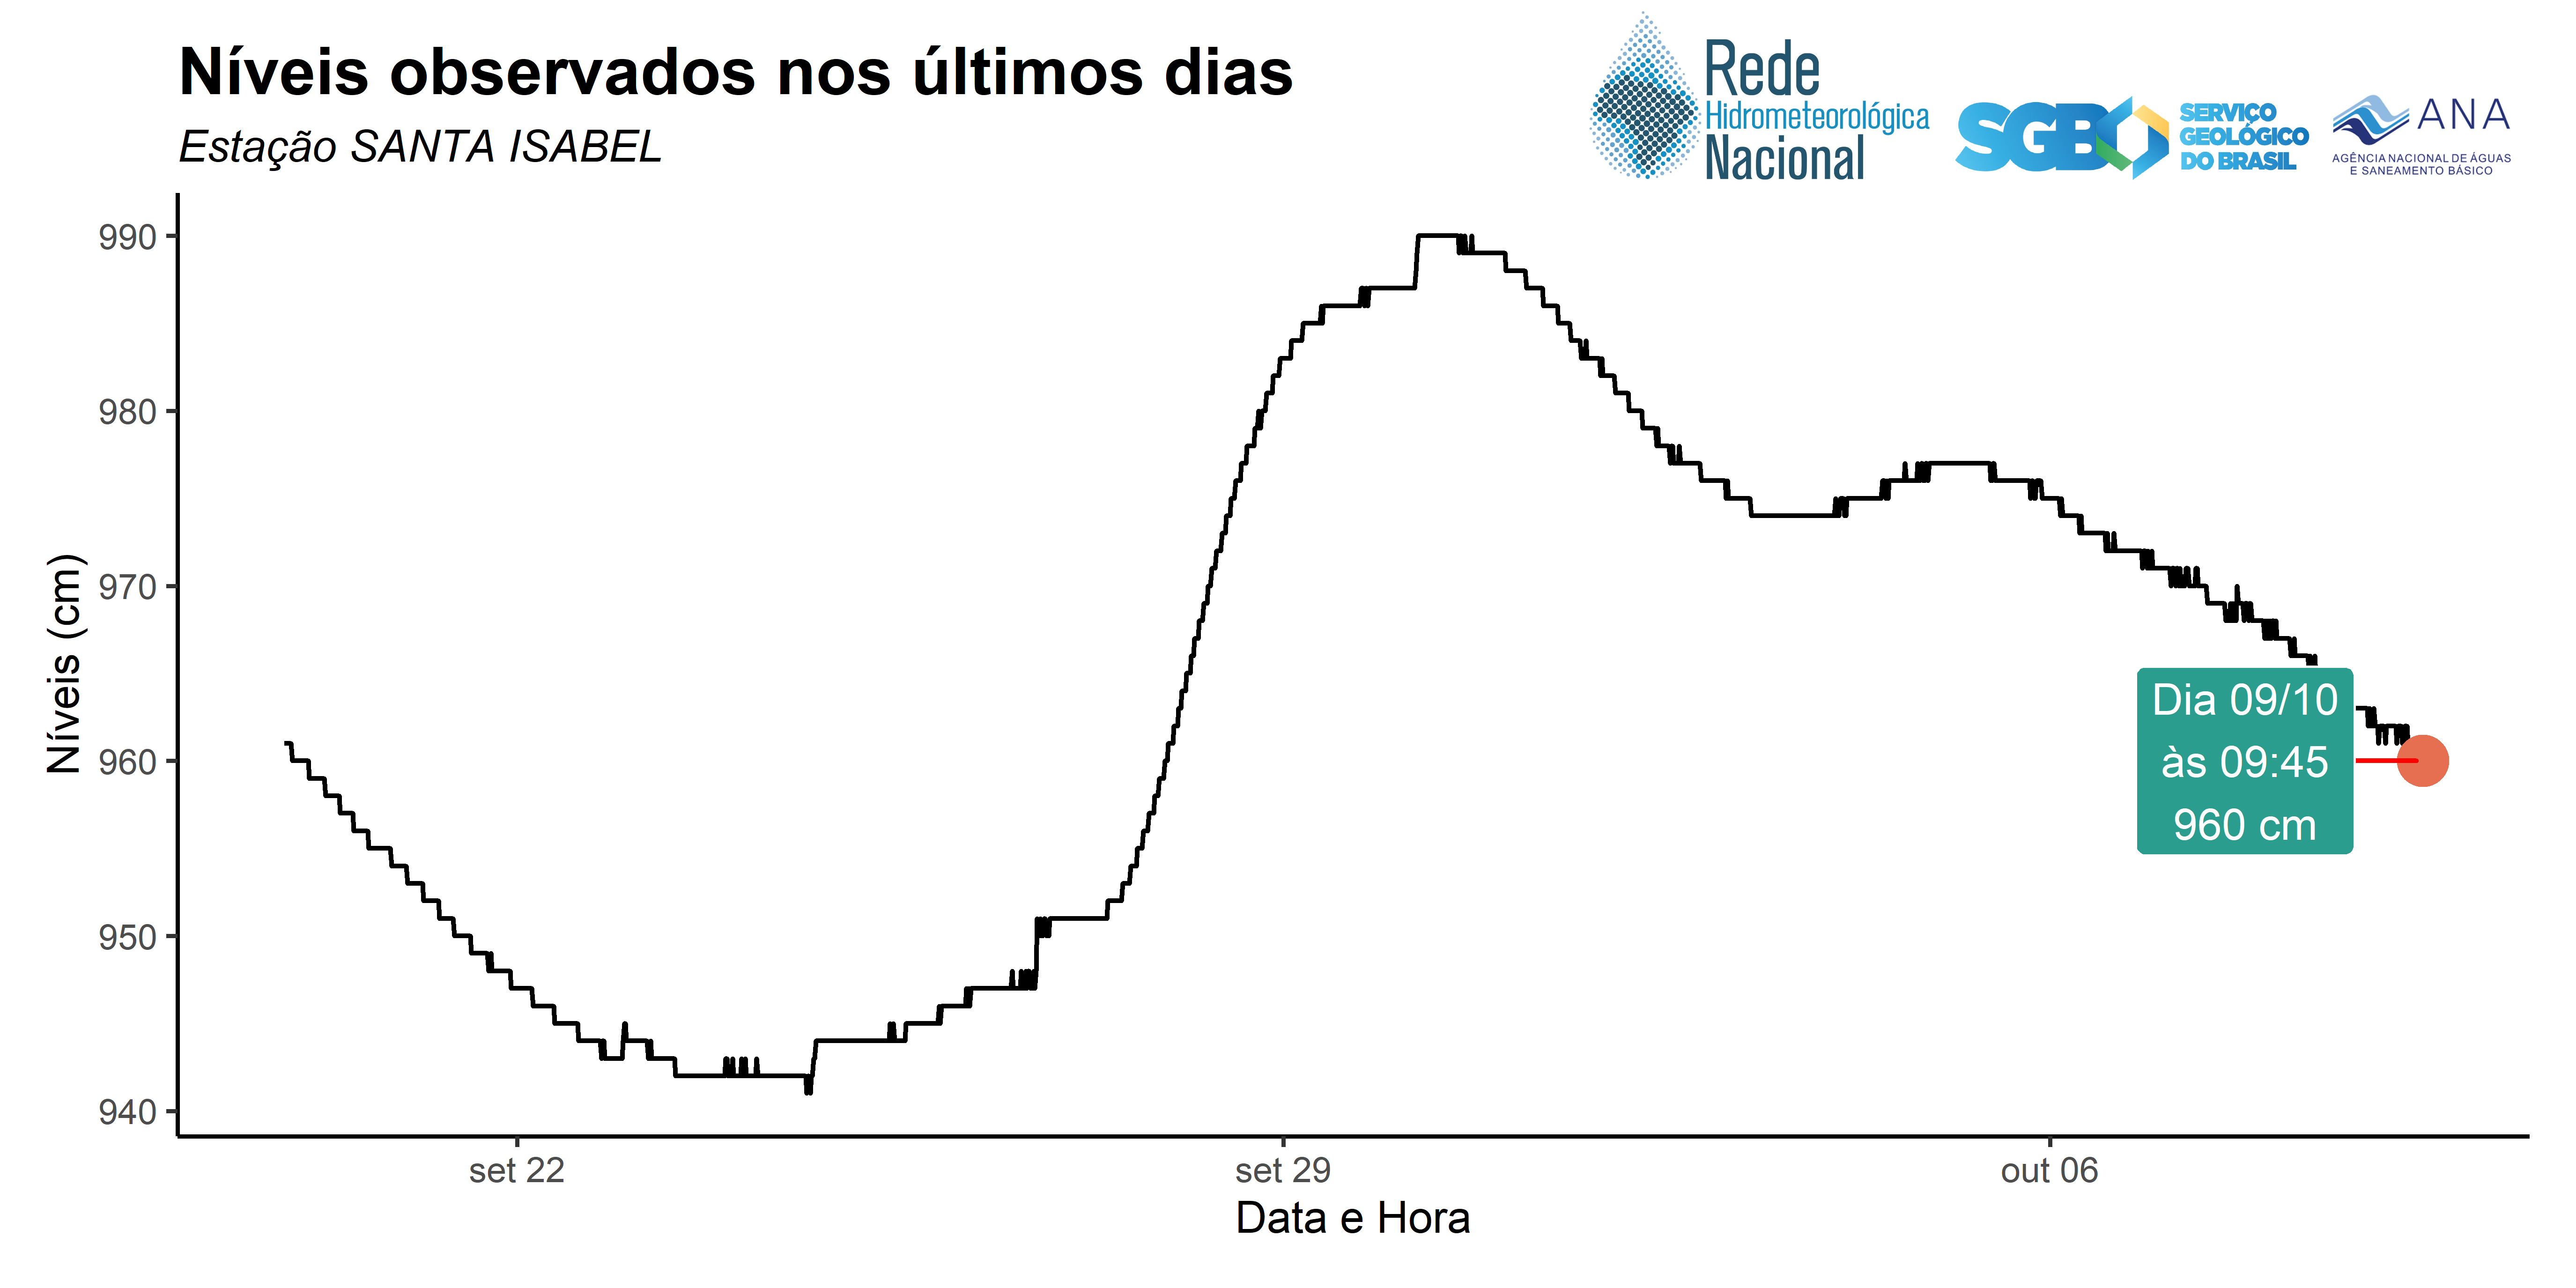 Níveis observados nos últimos dias
Estação SANTA ISABEL
Rede
Hidrometeorológica
Nacional
SGB
SERVIÇO
GEOLÓGICO
DO BRASIL
ANA
AGÊNCIA NACIONAL DE ÁGUAS
E SANEAMENTO BÁSICO
Níveis (cm)
990
980
970
960
950
940
Dia 09/10
às 09:45
960 cm
set 22
set 29
out 06
Data e Hora